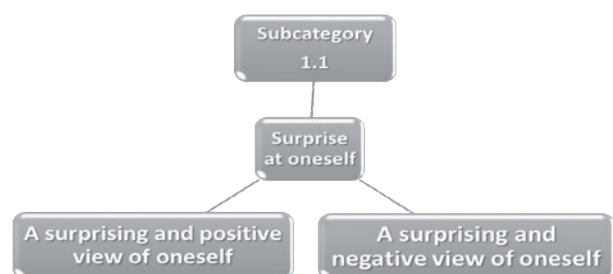 Subcategory
1.1
Surprise
at oneself
A surprising and positive
view of oneself
A surprising and
negative view of oneself